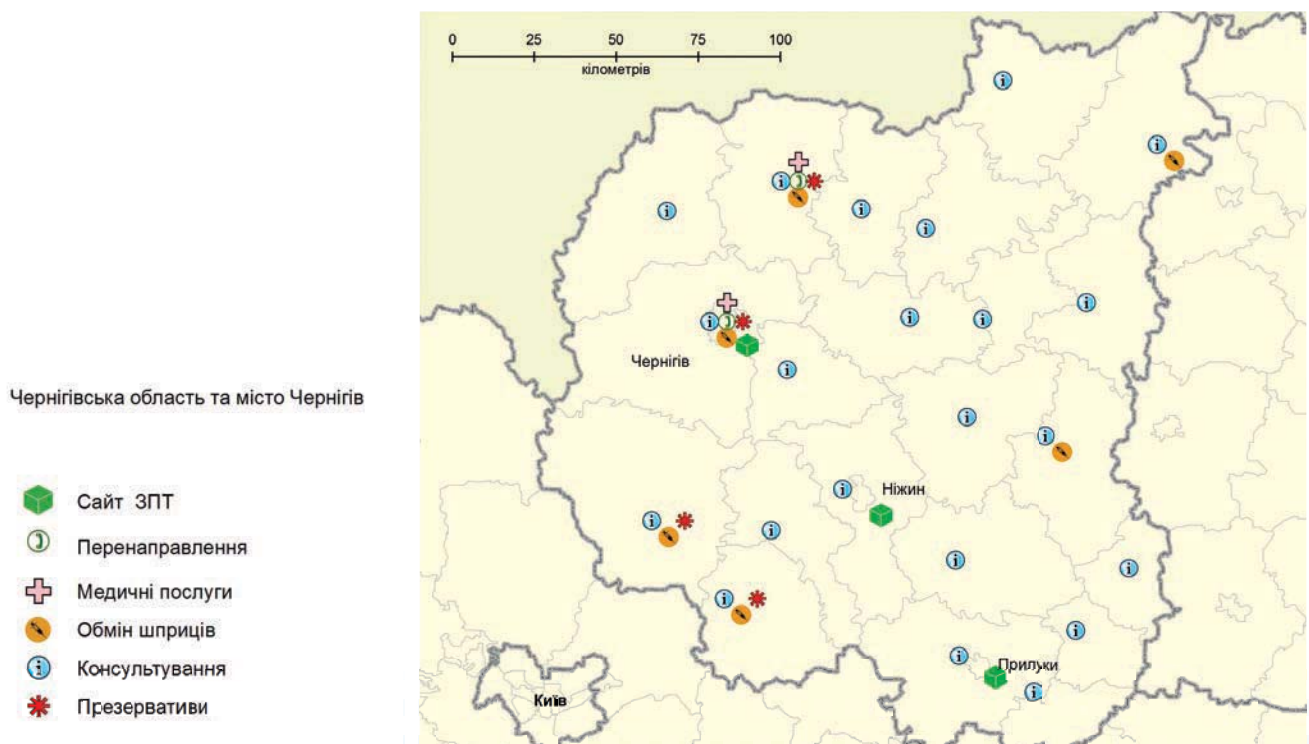 0 25 50 75 100
кілометрів
Чернігів
Чернігівська область та місто Чернігів
Ніжин
Сайт ЗПТ
Перенаправлення
Медичні послуги
Обмін шприців
Консультування
Презервативи
Прилуки
Київ